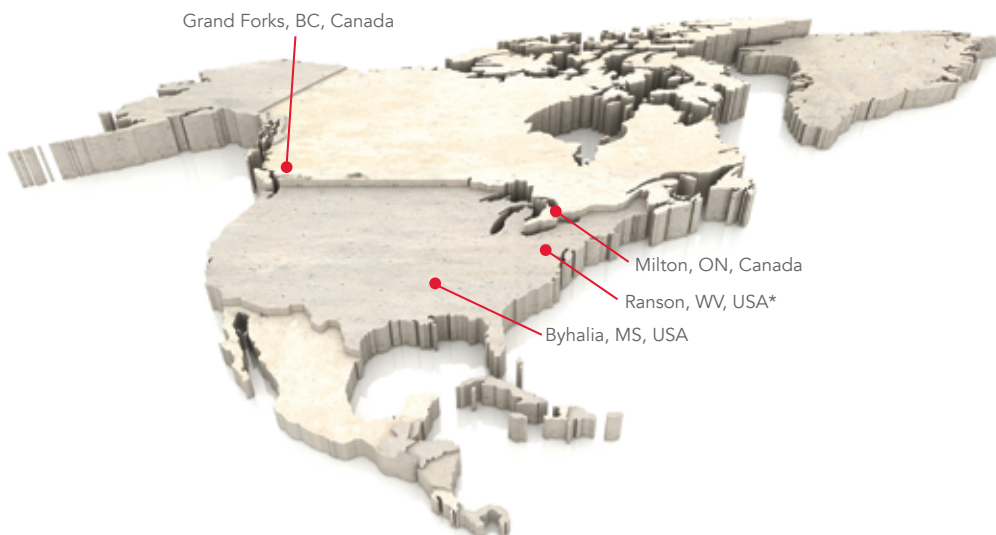 Grand Forks, BC, Canada
Milton, ON, Canada
Ranson, WV, USA*
Byhalia, MS, USA